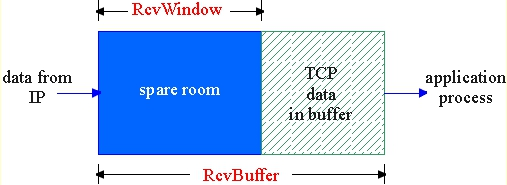 RcvWindow
data from
IP
spare room
TCP
data
in buffer
application
process
RcvBuffer